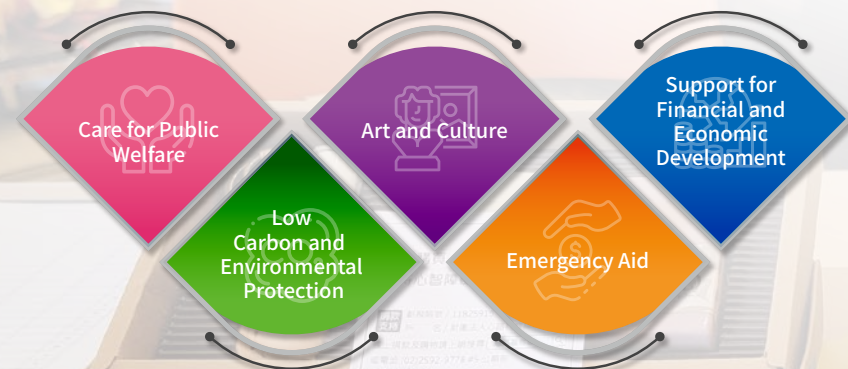 Care for Public
Welfare
Low
Carbon and
Environmental
Protection
Art and Culture
Emergency Aid
Support for
Financial and
Economic
Development